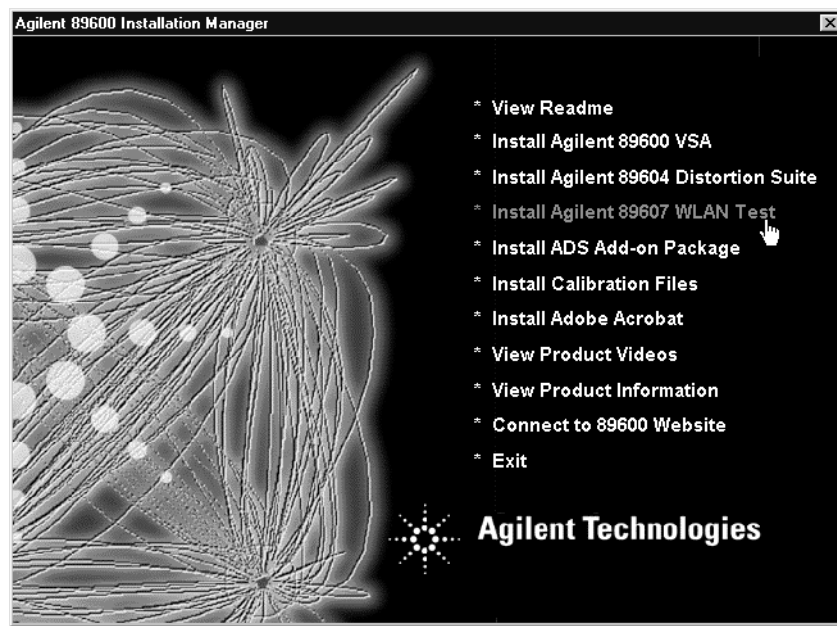 Agilent 89600 Installation Manager
* View Readme
* Install Agilent 89600 VSA
* Install Agilent 89604 Distortion Suite
* Install Agilent 89607 WLAN Test
* Install ADS Add-on Package
* Install Calibration Files
* Install Adobe Acrobat
* View Product Videos
* View Product Information
* Connect to 89600 Website
* Exit
Agilent Technologies